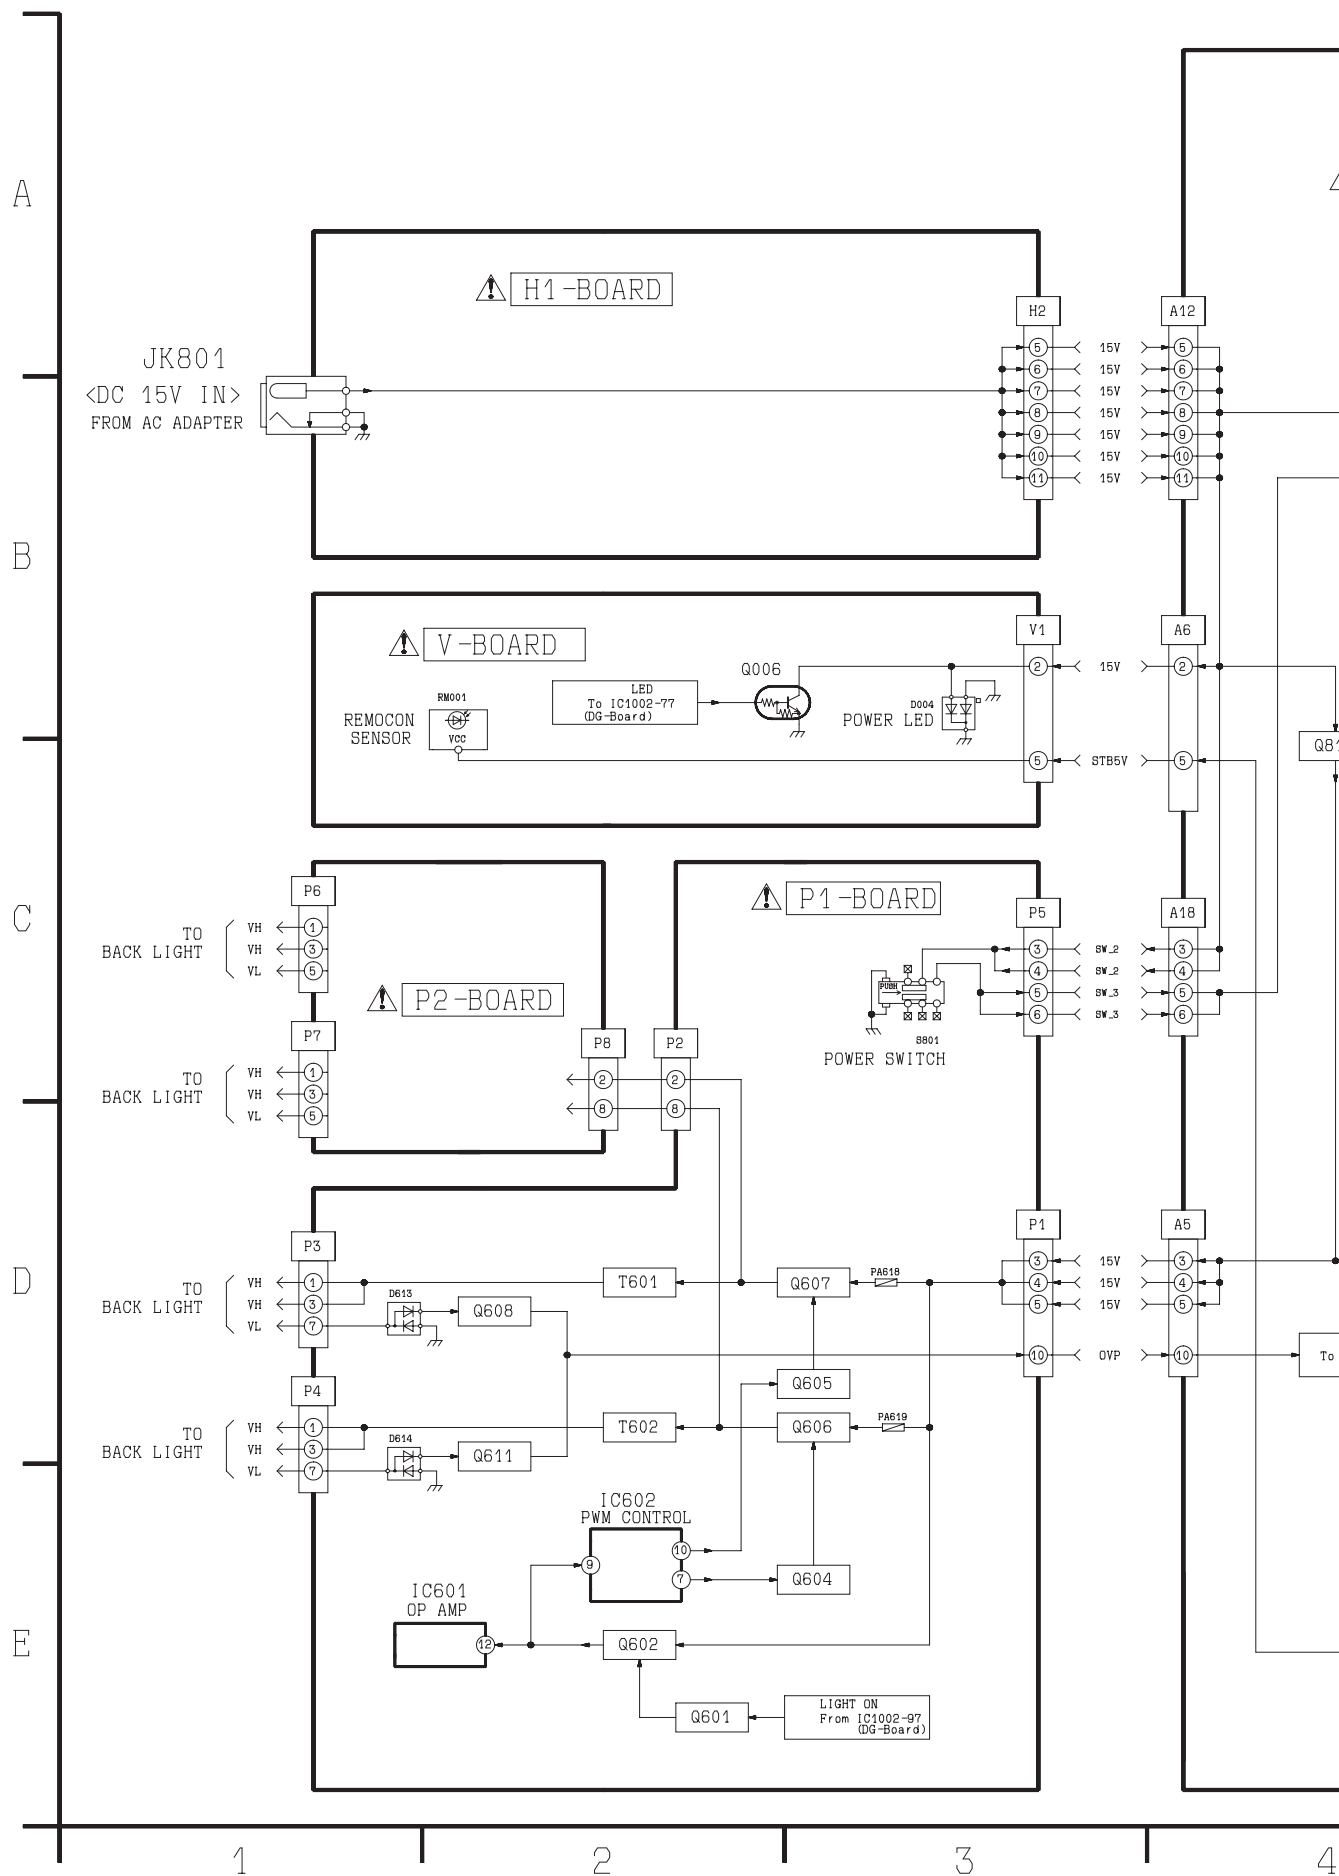 A
H1-BOARD
H2
A12
JK801
<DC 15V IN>
FROM AC ADAPTER
5 15V 5
6 15V 6
7 15V 7
8 15V 8
9 15V 9
10 15V 10
11 15V 11
B
V-BOARD
V1
A6
Q006
2 15V 2
LED
To IC1002-77
(DG-Board)
RM001
VCC
REMOCON
SENSOR
D004
POWER LED
5 STB5V 5
C
P6
TO
BACK LIGHT
VH 1
VH 3
VL 5
P2-BOARD
P7
TO
BACK LIGHT
VH 1
VH 3
VL 5
P8
P2
2 2
8 8
P1-BOARD
P5
A18
3 SW_2 3
4 SW_2 4
5 SW_3 5
6 SW_3 6
PUSH
S801
POWER SWITCH
D
P3
TO
BACK LIGHT
VH 1
VH 3
VL 7
D613
Q608
T601
Q607
PA618
P1
A5
3 15V 3
4 15V 4
5 15V 5
10 OVP 10
To
Q605
P4
TO
BACK LIGHT
VH 1
VH 3
VL 7
D614
Q611
T602
Q606
PA619
IC602
PWM CONTROL
9
10
7
Q604
E
IC601
OP AMP
12
Q602
Q601
LIGHT ON
From IC1002-97
(DG-Board)
1
2
3
4